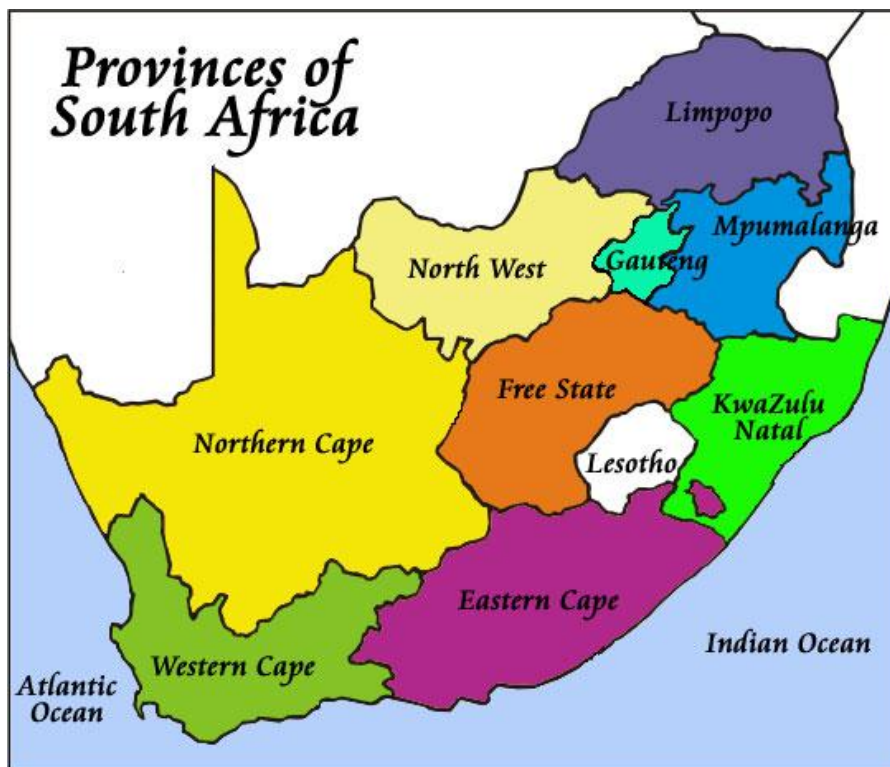 Provinces of
South Africa
Limpopo
Mpumalanga
North West
Gauteng
Free State
KwaZulu
Natal
Northern Cape
Lesotho
Eastern Cape
Western Cape
Indian Ocean
Atlantic
Ocean